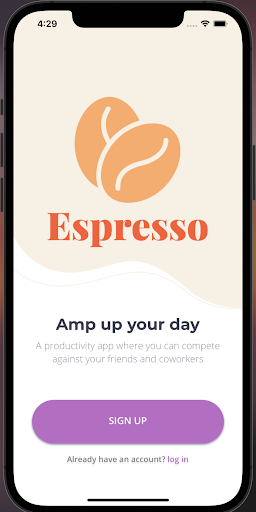 4:29
Espresso
Amp up your day
A productivity app where you can compete
against your friends and coworkers
SIGN UP
Already have an account? log in